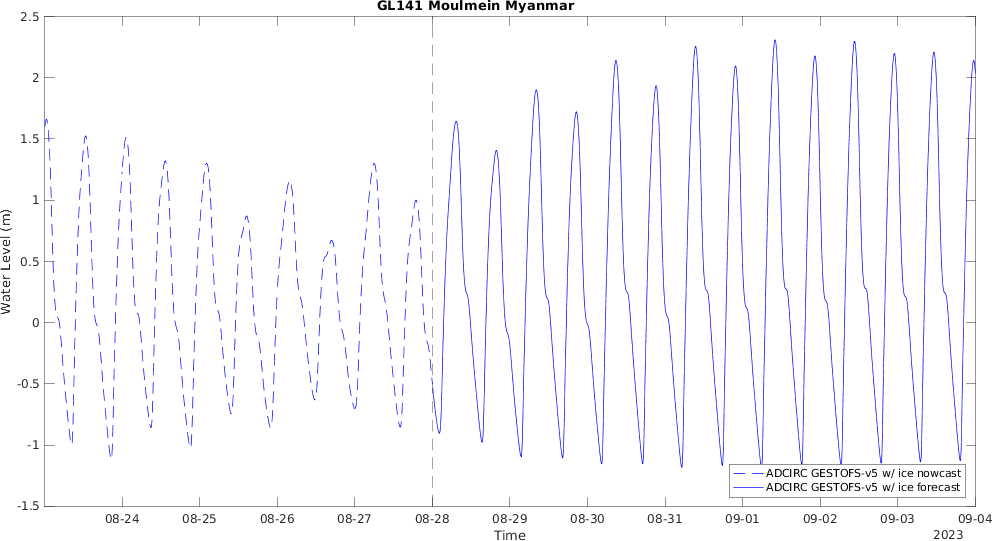 GL141 Moulmein Myanmar
2.5
2
1.5
1
0.5
0
-0.5
-1
-1.5
Water Level (m)
ADCIRC GESTOFS-v5 w/ ice nowcast
ADCIRC GESTOFS-v5 w/ ice forecast
08-24 08-25 08-26 08-27 08-28 08-29 08-30 08-31 09-01 09-02 09-03 09-04
Time
2023